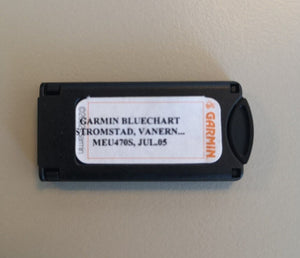 GARMIN BLUECHART
STROMSTAD, VANERN...
MEU470S, JUL.05
GARMIN